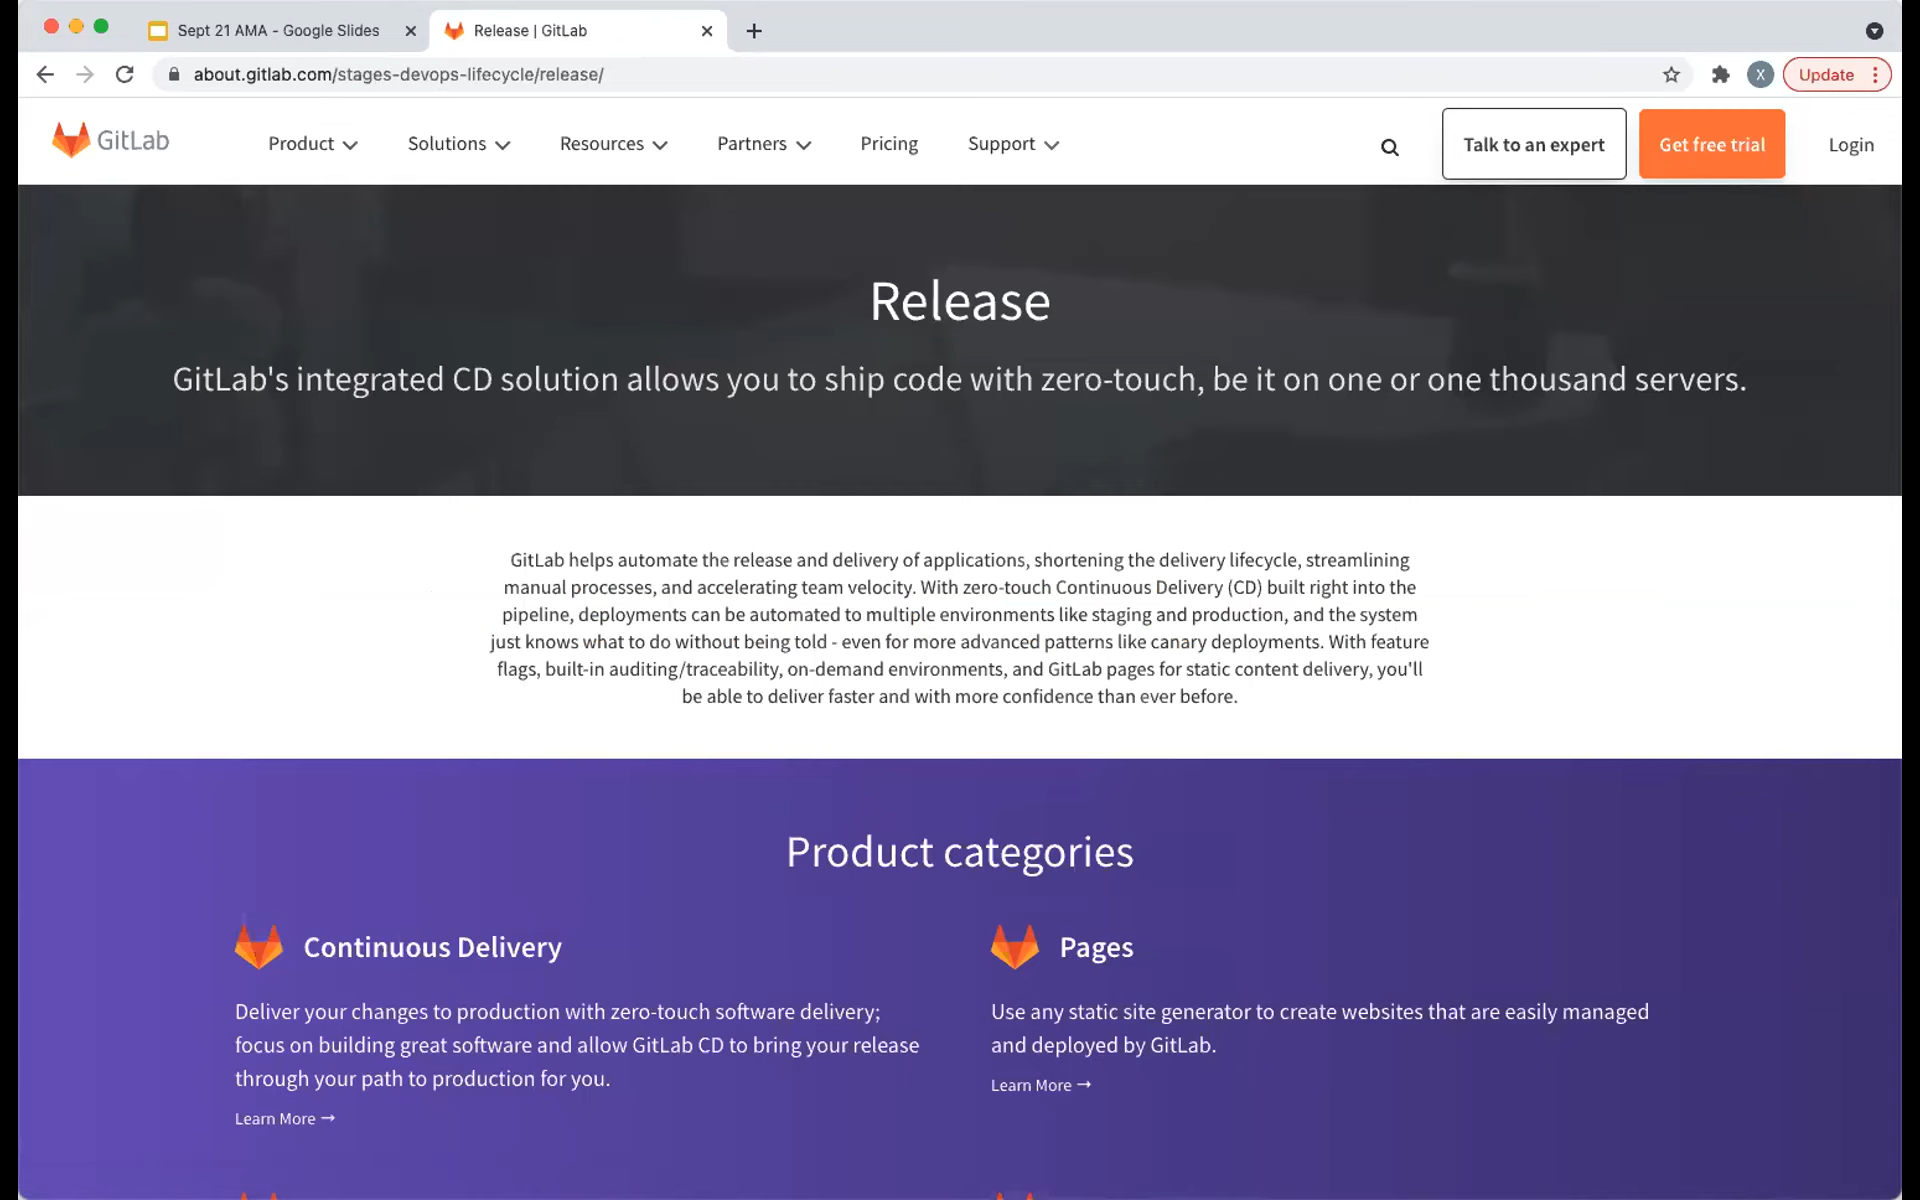 Sept 21 AMA - Google Slides
Release | GitLab
about.gitlab.com/stages-devops-lifecycle/release/
X
Update
GitLab
Product
Solutions
Resources
Partners
Pricing
Support
Talk to an expert
Get free trial
Login
Release
GitLab's integrated CD solution allows you to ship code with zero-touch, be it on one or one thousand servers.
GitLab helps automate the release and delivery of applications, shortening the delivery lifecycle, streamlining
manual processes, and accelerating team velocity. With zero-touch Continuous Delivery (CD) built right into the
pipeline, deployments can be automated to multiple environments like staging and production, and the system
just knows what to do without being told - even for more advanced patterns like canary deployments. With feature
flags, built-in auditing/traceability, on-demand environments, and GitLab pages for static content delivery, you'll
be able to deliver faster and with more confidence than ever before.
Product categories
Continuous Delivery
Deliver your changes to production with zero-touch software delivery;
focus on building great software and allow GitLab CD to bring your release
through your path to production for you.
Learn More →
Pages
Use any static site generator to create websites that are easily managed
and deployed by GitLab.
Learn More →